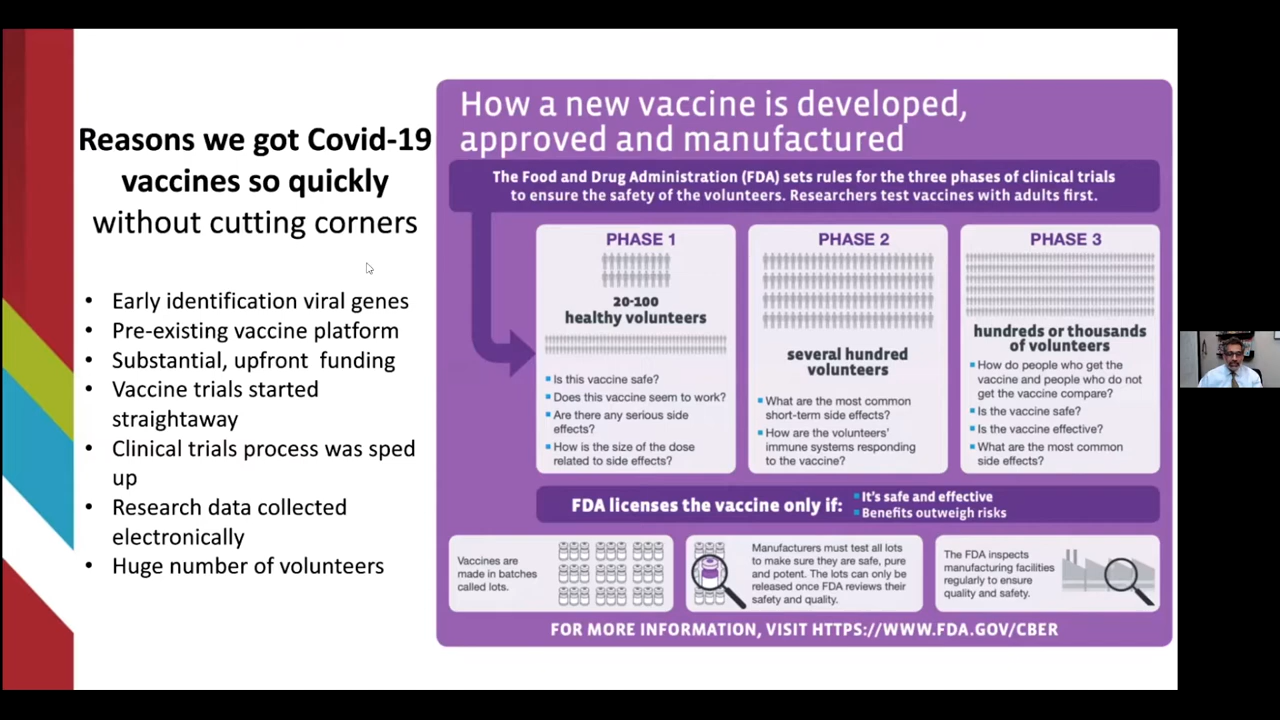 Reasons we got Covid-19
vaccines so quickly
without cutting corners
• Early identification viral genes
• Pre-existing vaccine platform
• Substantial, upfront  funding
• Vaccine trials started
straightaway
• Clinical trials process was sped
up
• Research data collected
electronically
• Huge number of volunteers
How a new vaccine is developed,
approved and manufactured
The Food and Drug Administration (FDA) sets rules for the three phases of clinical trials
to ensure the safety of the volunteers. Researchers test vaccines with adults first.
PHASE 1
20-100
healthy volunteers
Is this vaccine safe?
Does this vaccine seem to work?
Are there any serious side
effects?
How is the size of the dose
related to side effects?
PHASE 2
several hundred
volunteers
What are the most common
short-term side effects?
How are the volunteers'
immune systems responding
to the vaccine?
PHASE 3
hundreds or thousands
of volunteers
How do people who get the
vaccine and people who do not
get the vaccine compare?
Is the vaccine safe?
Is the vaccine effective?
What are the most common
side effects?
FDA licenses the vaccine only if:
It's safe and effective
Benefits outweigh risks
Vaccines are
made in batches
called lots.
Manufacturers must test all lots
to make sure they are safe, pure
and potent. The lots can only be
released once FDA reviews their
safety and quality.
The FDA inspects
manufacturing facilities
regularly to ensure
quality and safety.
FOR MORE INFORMATION, VISIT HTTPS://WWW.FDA.GOV/CBER